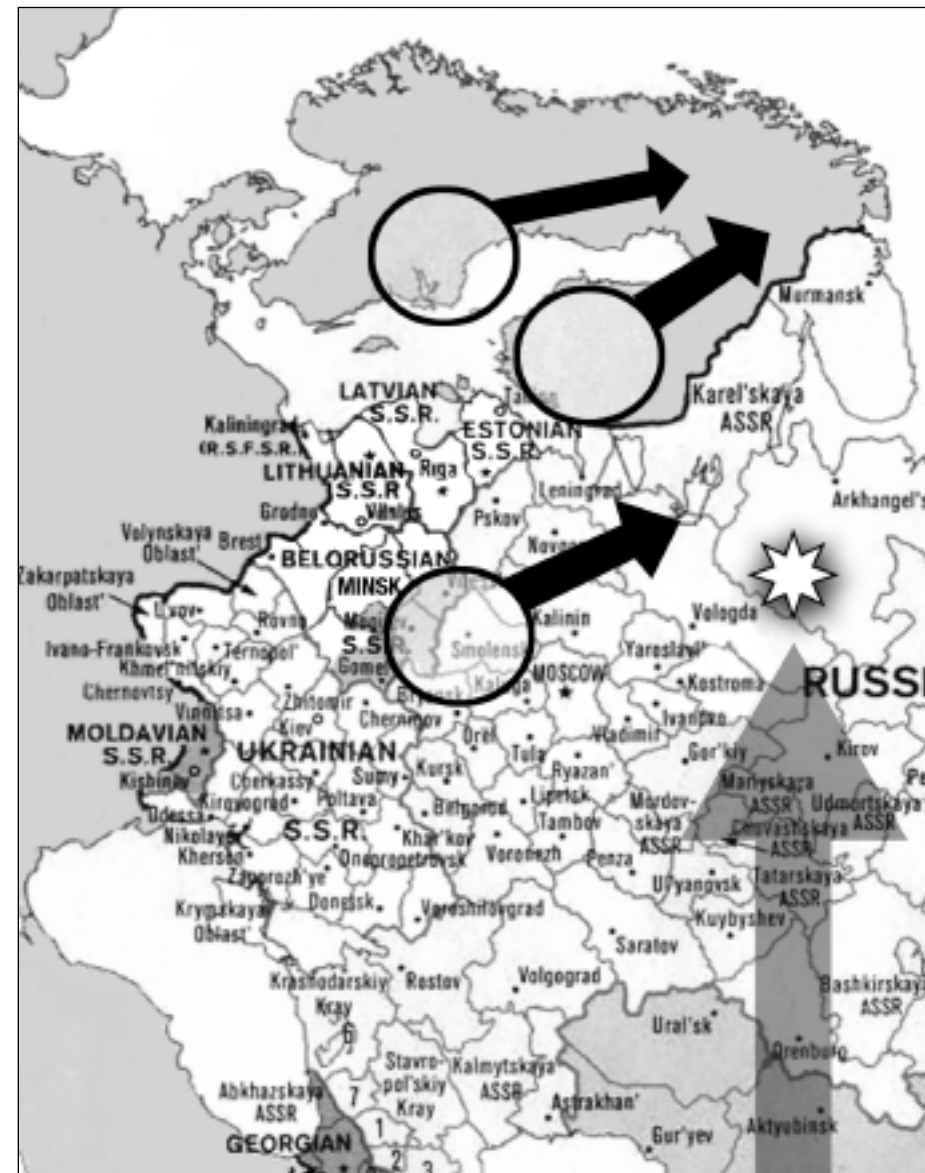 Murmansk
Karel'skaya
ASSR
LATVIAN
S.S.R.
Kaliningrad
(R.S.F.S.R.)
ESTONIAN
S.S.R.
LITHUANIAN
S.S.R
Riga
Leningrad
Arkhangel's
Grodno
Vilnius
Pskov
Volynskaya
Oblast'
Brest
BELORUSSIAN
MINSK
Zakarpatskaya
Oblast'
L'vov
Rovno
S.S.R.
Smolensk
Kalinin
Vologda
Ivano-Frankovsk
Ternopol'
Gomel
Yaroslavl'
Khmel'nitskiy
Kaluga
MOSCOW
Kostroma
RUSSI
Chernovtsy
Zhitomir
Chernigov
Vinnitsa
Kiev
Ivanovo
Vladimir
MOLDAVIAN
S.S.R.
Orel
Tula
Gor'kiy
Kirov
UKRAINIAN
Kishinev
Cherkassy
Sumy
Kursk
Ryazan'
Mariyskaya
ASSR
Kirovograd
Poltava
Belgorod
Lipetsk
Mordov-
skaya
ASSR
Udmortskaya
ASSR
Odessa
Nikolayev
S.S.R.
Khar'kov
Tambov
Chuvashskaya
ASSR
Kherson
Dnepropetrovsk
Voronezh
Penza
Tatarskaya
ASSR
Zaporozh'ye
Ul'yanovsk
Krymskaya
Oblast'
Donetsk
Voroshilovgrad
Kuybyshev
Saratov
Krasnodarskiy
Kray
Rostov
Volgograd
Bashkirskay
ASSR
6
Ural'sk
Orenburg
Stavro-
pol'skiy
Kray
Kalmytskaya
ASSR
Abkhazskaya
ASSR
7
Astrakhan'
Aktyubinsk
1
GEORGIAN
2
3
Gur'yev